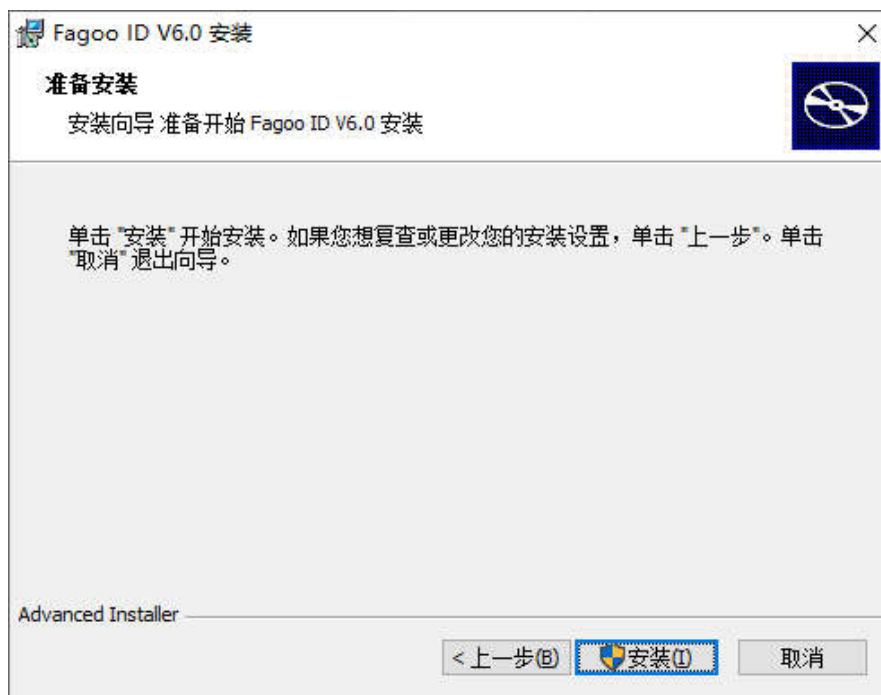 Fagoo ID V6.0 安装
准备安装
安装向导 准备开始 Fagoo ID V6.0 安装
单击 "安装" 开始安装。如果您想复查或更改您的安装设置，单击 "上一步"。单击
"取消" 退出向导。
Advanced Installer
< 上一步(B)
安装(I)
取消